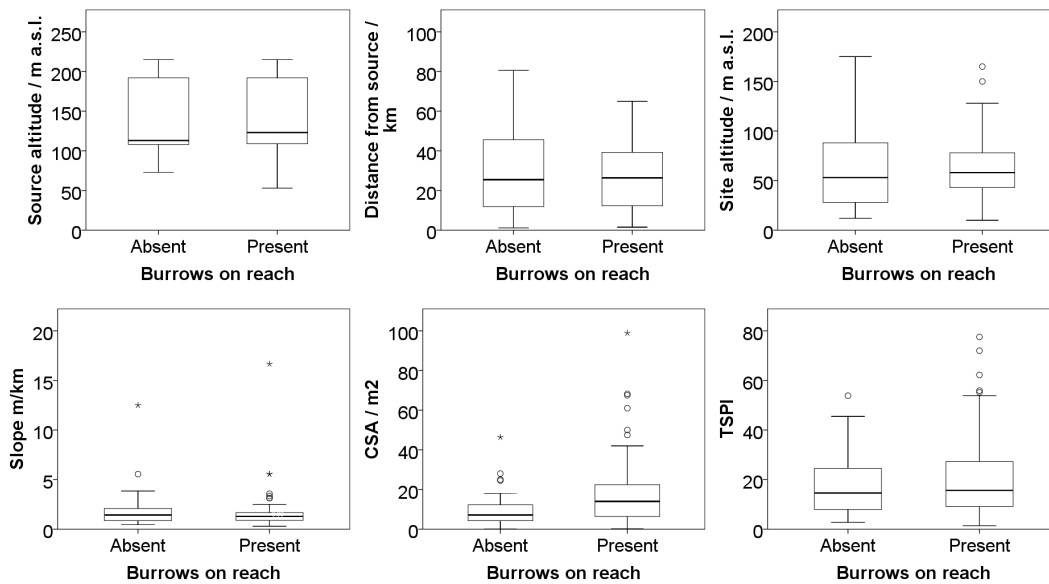 Source altitude / m a.s.l.
250
200
150
100
50
0
Absent Present
Burrows on reach
Distance from source /
km
100
80
60
40
20
0
Absent Present
Burrows on reach
Site altitude / m a.s.l.
200
150
100
50
0
Absent Present
Burrows on reach
Slope m/km
20
15
10
5
0
Absent Present
Burrows on reach
CSA / m2
100
80
60
40
20
0
Absent Present
Burrows on reach
TSPI
80
60
40
20
0
Absent Present
Burrows on reach